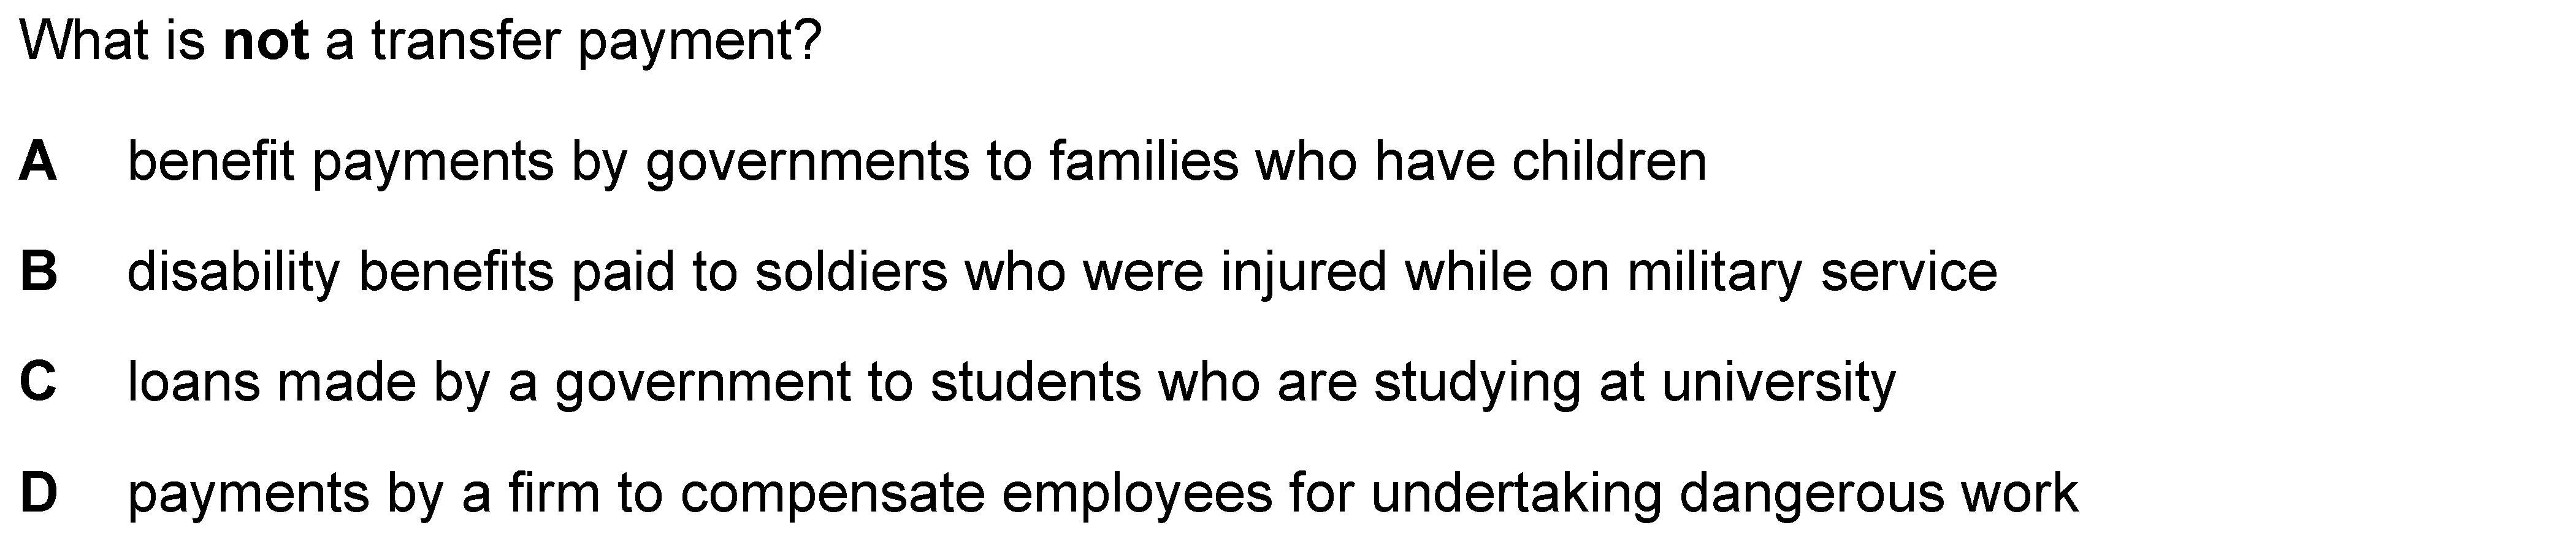 What is not a transfer payment?
A benefit payments by governments to families who have children
B disability benefits paid to soldiers who were injured while on military service
C loans made by a government to students who are studying at university
D payments by a firm to compensate employees for undertaking dangerous work